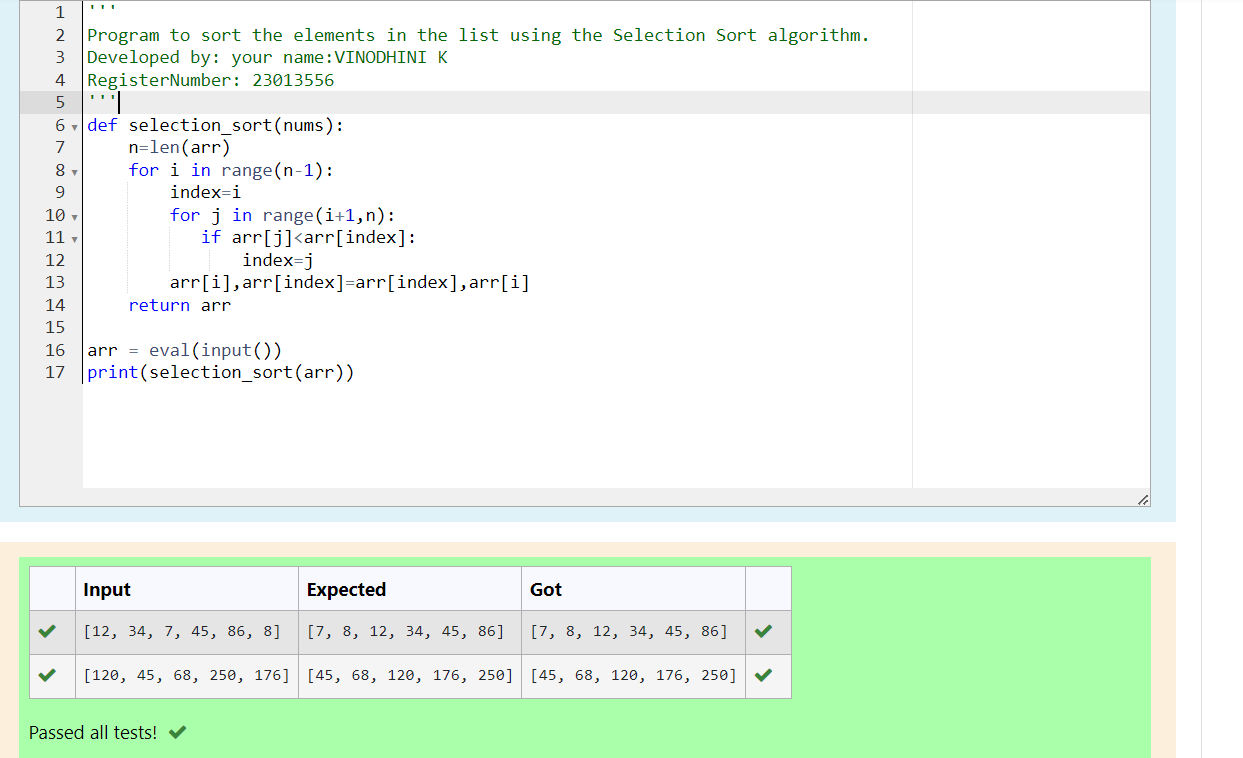 1 '''
2 Program to sort the elements in the list using the Selection Sort algorithm.
3 Developed by: your name:VINODHINI K
4 RegisterNumber: 23013556
5 '''
6 def selection_sort(nums):
7     n=len(arr)
8     for i in range(n-1):
9         index=i
10         for j in range(i+1,n):
11            if arr[j]<arr[index]:
12                index=j
13         arr[i],arr[index]=arr[index],arr[i]
14     return arr
15
16 arr = eval(input())
17 print(selection_sort(arr))
Input Expected Got
[12, 34, 7, 45, 86, 8] [7, 8, 12, 34, 45, 86] [7, 8, 12, 34, 45, 86]
[120, 45, 68, 250, 176] [45, 68, 120, 176, 250] [45, 68, 120, 176, 250]
Passed all tests!